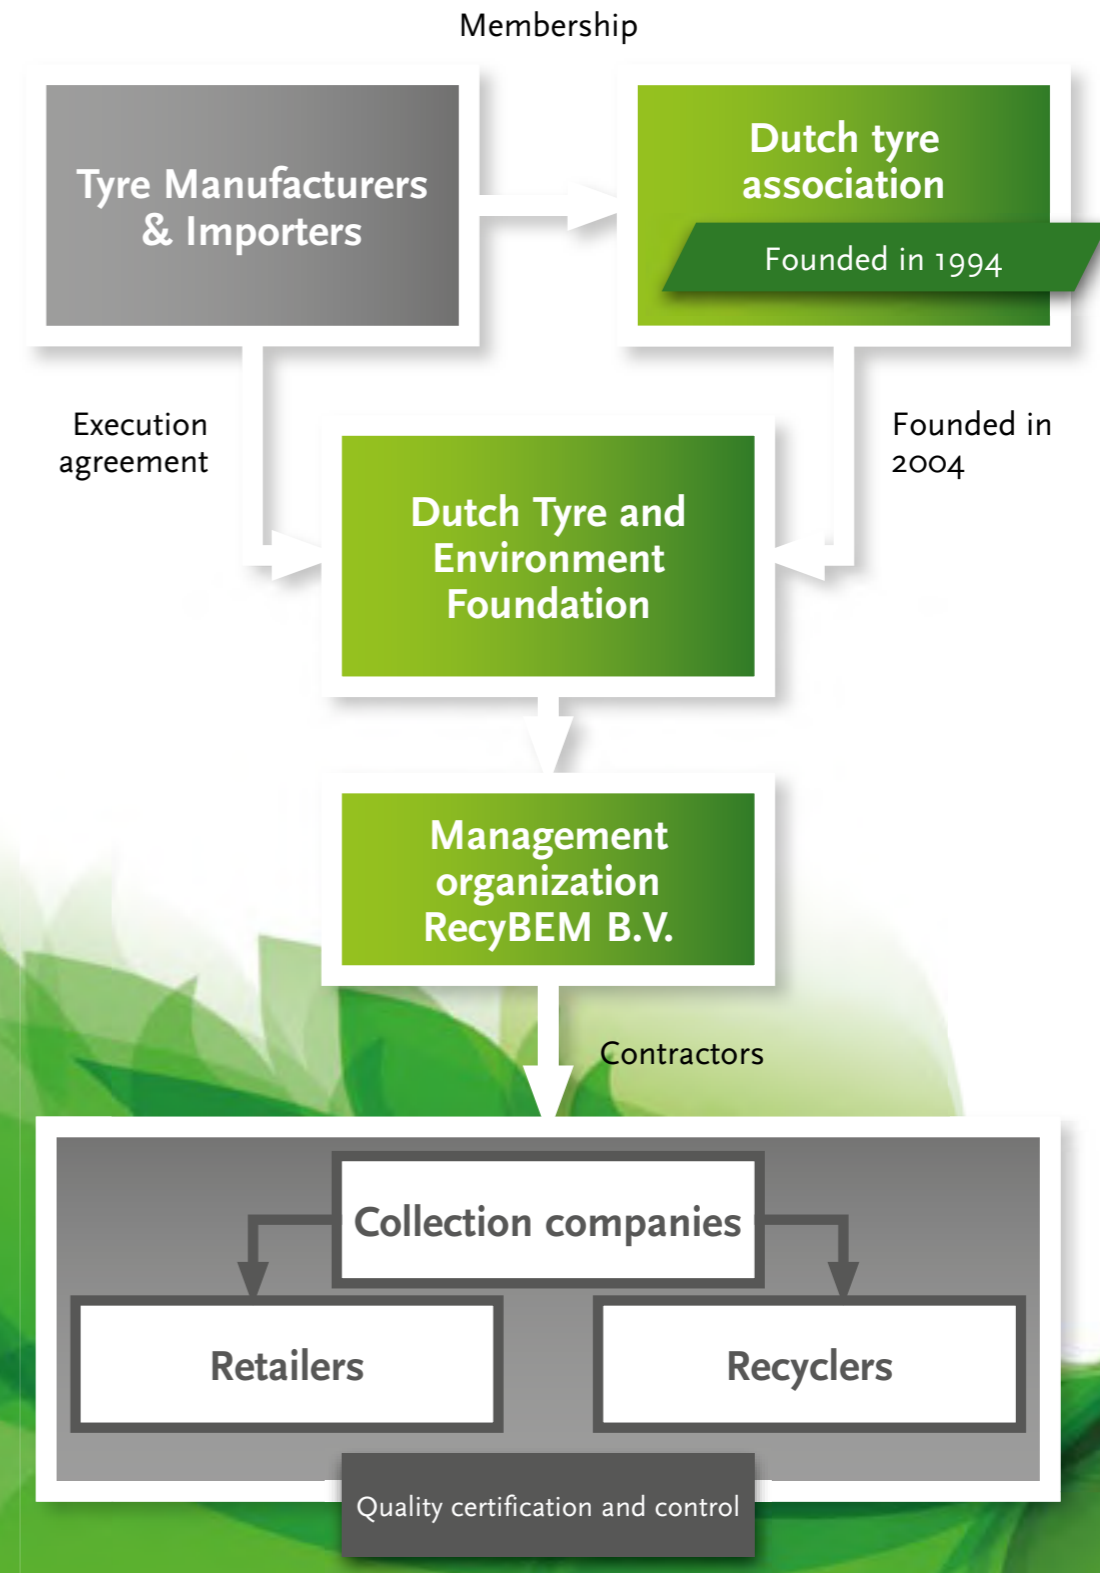 Membership
Tyre Manufacturers
& Importers
Dutch tyre
association
Founded in 1994
Execution
agreement
Founded in
2004
Dutch Tyre and
Environment
Foundation
Management
organization
RecyBEM B.V.
Contractors
Collection companies
Retailers
Recyclers
Quality certification and control